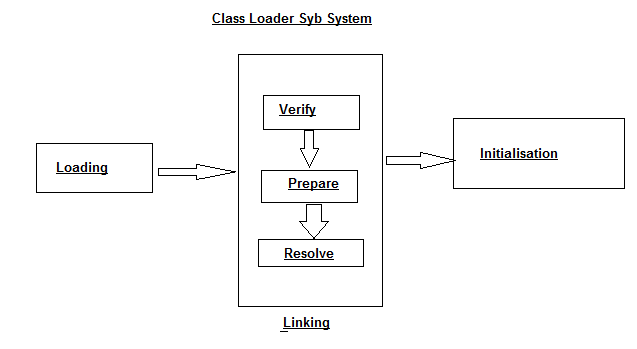 Class Loader Syb System
Verify
Loading
Prepare
Initialisation
Resolve
Linking